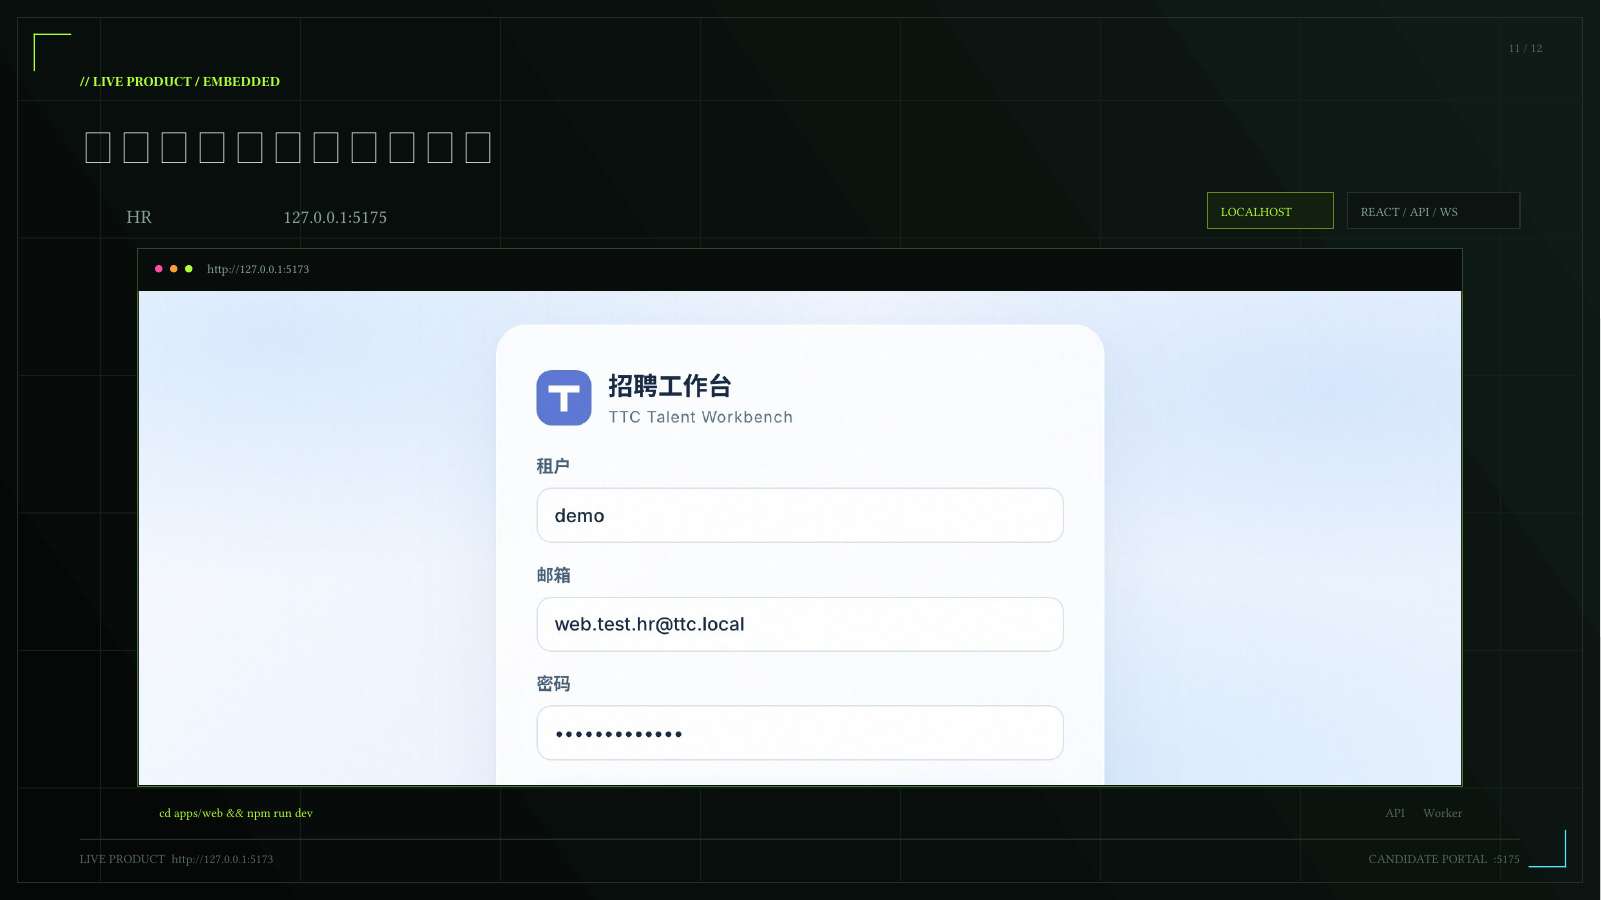 11 / 12
// LIVE PRODUCT / EMBEDDED
HR 127.0.0.1:5175
LOCALHOST
REACT / API / WS
http://127.0.0.1:5173
T
招聘工作台
TTC Talent Workbench
租户
demo
邮箱
web.test.hr@ttc.local
密码
•••••••••••••
cd apps/web && npm run dev
API Worker
LIVE PRODUCT http://127.0.0.1:5173
CANDIDATE PORTAL :5175